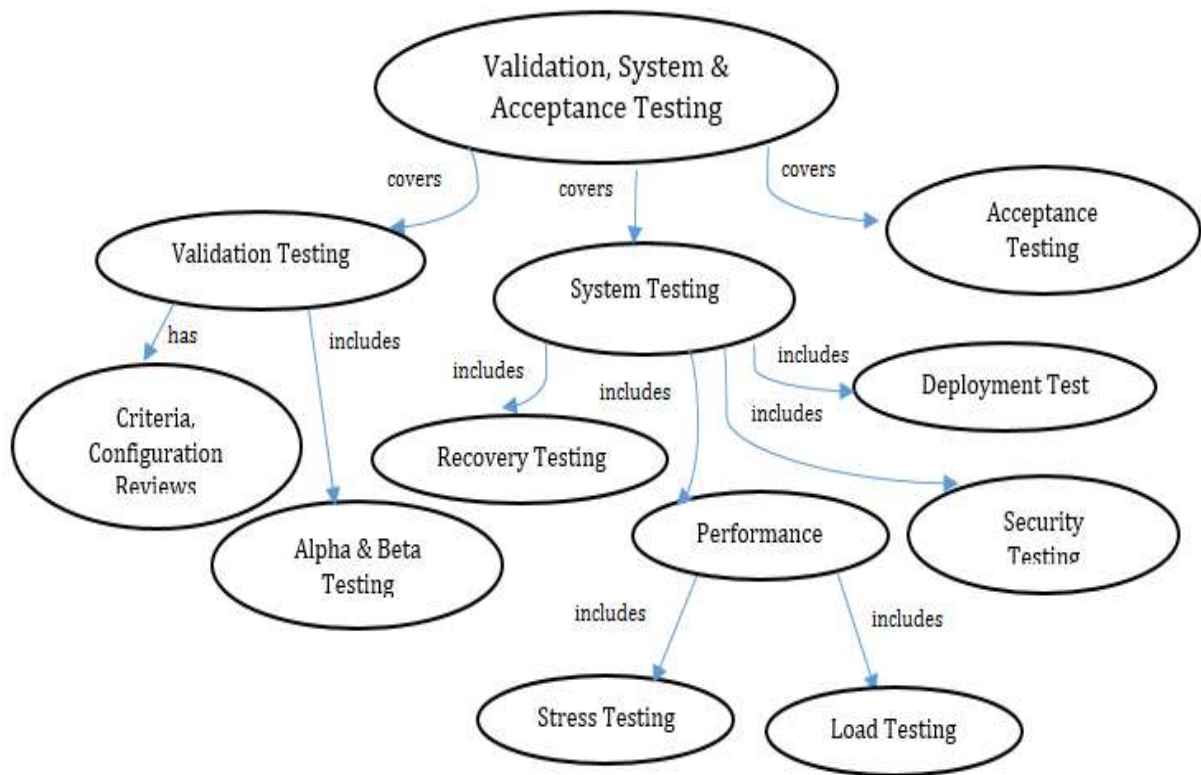 Validation, System &
Acceptance Testing
covers
covers
covers
Validation Testing
System Testing
Acceptance
Testing
has
includes
includes
includes
includes
includes
Criteria,
Configuration
Reviews
Alpha & Beta
Testing
Recovery Testing
Performance
Deployment Test
Security
Testing
includes
includes
Stress Testing
Load Testing